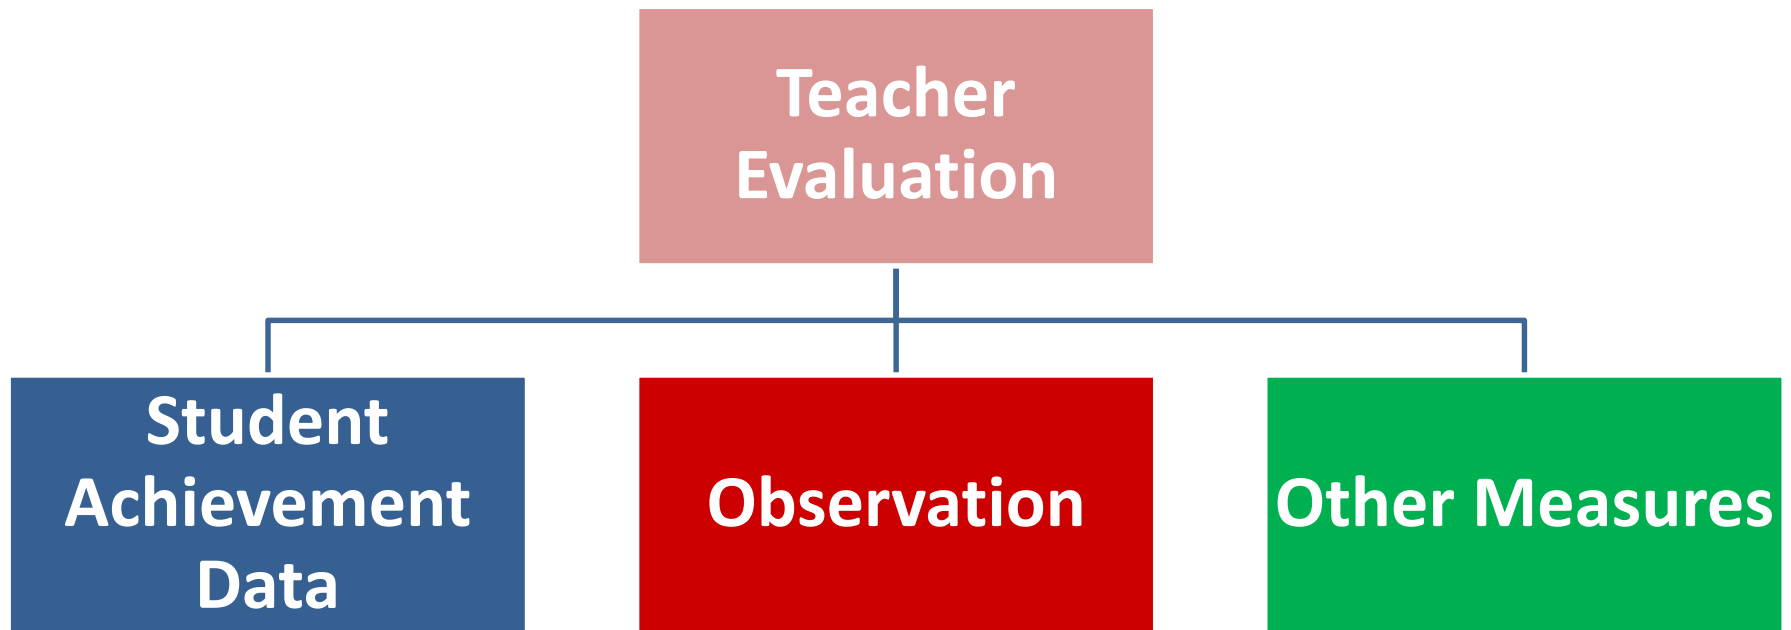 Teacher
Evaluation
Student
Achievement
Data
Observation
Other Measures